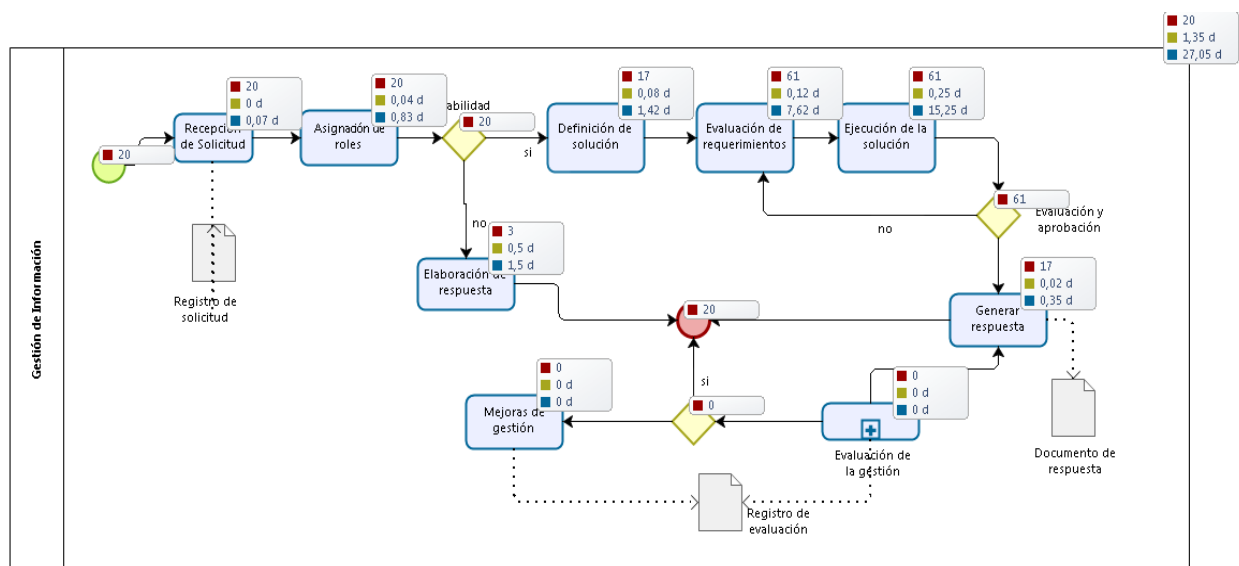 20
1,35 d
27,05 d
Gestión de Información
20
20
0 d
0,07 d
Recepción
de Solicitud
20
0,04 d
0,83 d
Asignación de
roles
abilidad
20
si
no
17
0,08 d
1,42 d
Definición de
solución
61
0,12 d
7,62 d
Evaluación de
requerimientos
61
0,25 d
15,25 d
Ejecución de la
solución
61
Evaluación y
aprobación
no
Registro de
solicitud
3
0,5 d
1,5 d
Elaboración de
respuesta
20
17
0,02 d
0,35 d
Generar
respuesta
0
0 d
0 d
Mejoras de
gestión
si
0
0
0 d
0 d
Evaluación de
la gestión
Documento de
respuesta
Registro de
evaluación